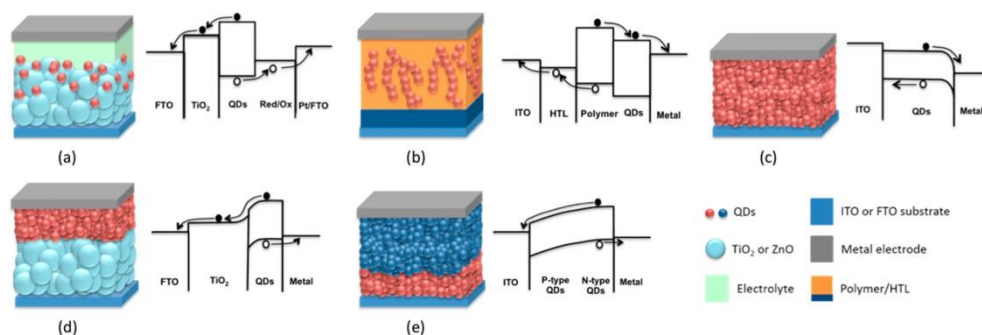 FTO TiO₂ QDs Red/Ox Pt/FTO
(a)
ITO HTL Polymer QDs Metal
(b)
ITO QDs Metal
(c)
FTO TiO₂ QDs Metal
(d)
ITO P-type QDs N-type QDs Metal
(e)
QDs
TiO₂ or ZnO
Electrolyte
ITO or FTO substrate
Metal electrode
Polymer/HTL